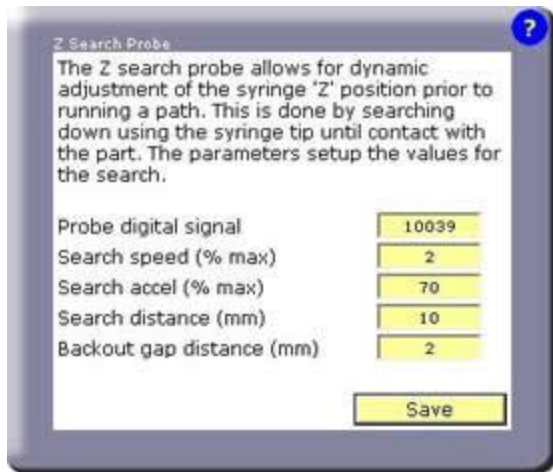 ?
Z Search Probe
The Z search probe allows for dynamic
adjustment of the syringe 'Z' position prior to
running a path. This is done by searching
down using the syringe tip until contact with
the part. The parameters setup the values for
the search.
Probe digital signal 10039
Search speed (% max) 2
Search accel (% max) 70
Search distance (mm) 10
Backout gap distance (mm) 2
Save